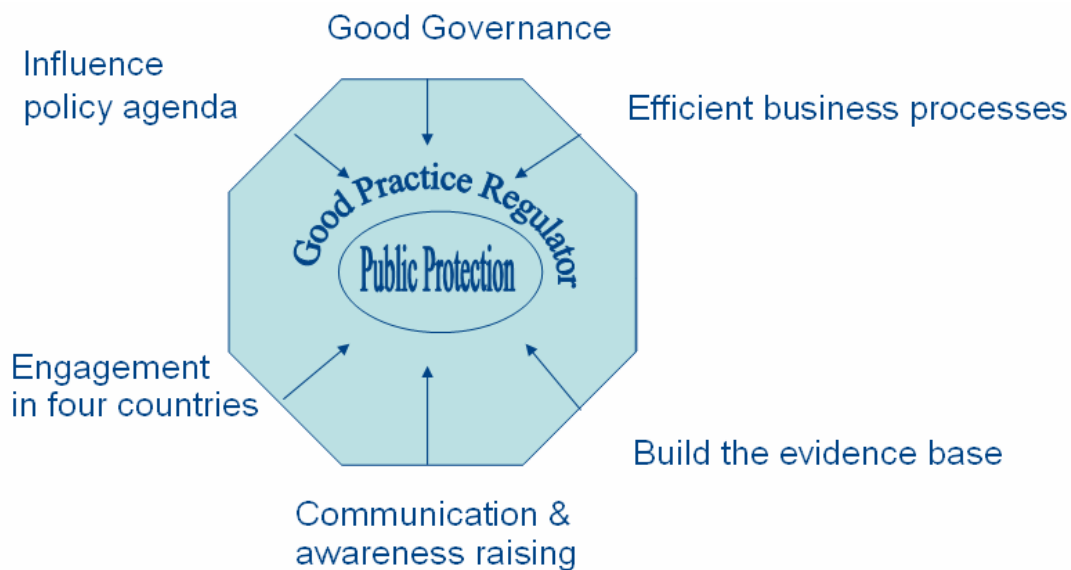 Good Governance
Influence
policy agenda
Efficient business processes
Good Practice Regulator
Public Protection
Engagement
in four countries
Build the evidence base
Communication &
awareness raising